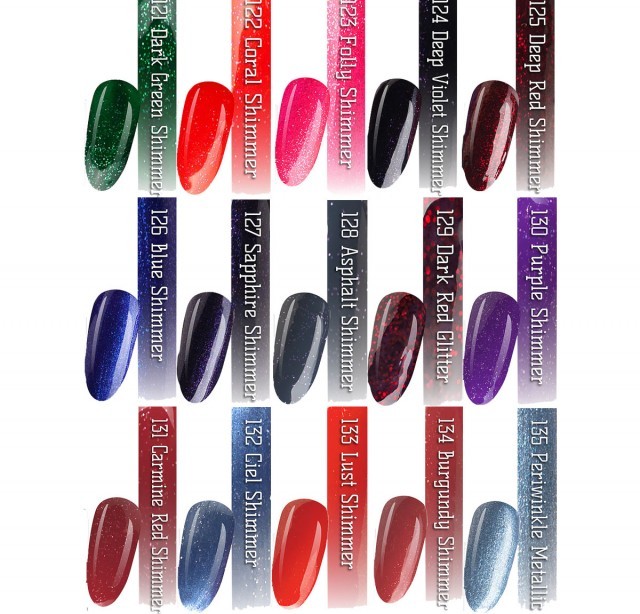 121 Dark Green Shimmer
122 Coral Shimmer
123 Folly Shimmer
124 Deep Violet Shimmer
125 Deep Red Shimmer
126 Blue Shimmer
127 Sapphire Shimmer
128 Asphalt Shimmer
129 Dark Red Glitter
130 Purple Shimmer
131 Carmine Red Shimmer
132 Ciel Shimmer
133 Lust Shimmer
134 Burgundy Shimmer
135 Periwinkle Metallic